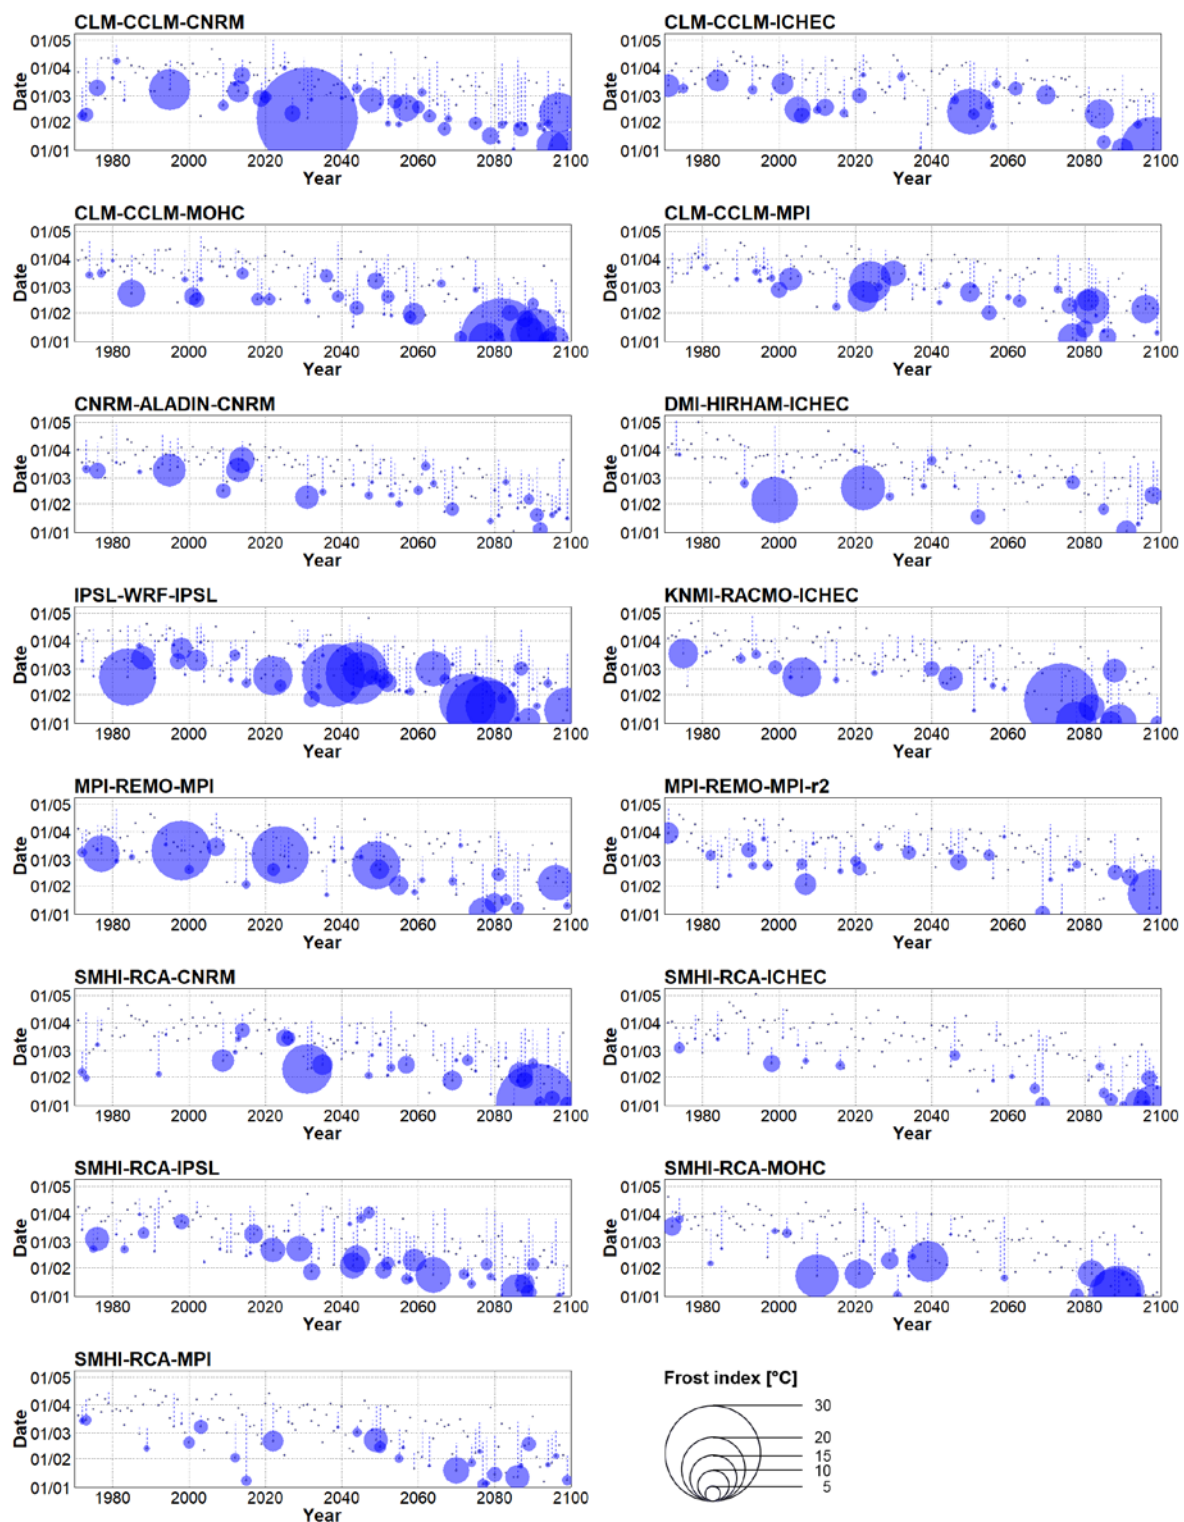 CLM-CCLM-CNRM
Date
01/05
01/04
01/03
01/02
01/01
1980 2000 2020 2040 2060 2080 2100
Year
CLM-CCLM-ICHEC
Date
01/05
01/04
01/03
01/02
01/01
1980 2000 2020 2040 2060 2080 2100
Year
CLM-CCLM-MOHC
Date
01/05
01/04
01/03
01/02
01/01
1980 2000 2020 2040 2060 2080 2100
Year
CLM-CCLM-MPI
Date
01/05
01/04
01/03
01/02
01/01
1980 2000 2020 2040 2060 2080 2100
Year
CNRM-ALADIN-CNRM
Date
01/05
01/04
01/03
01/02
01/01
1980 2000 2020 2040 2060 2080 2100
Year
DMI-HIRHAM-ICHEC
Date
01/05
01/04
01/03
01/02
01/01
1980 2000 2020 2040 2060 2080 2100
Year
IPSL-WRF-IPSL
Date
01/05
01/04
01/03
01/02
01/01
1980 2000 2020 2040 2060 2080 2100
Year
KNMI-RACMO-ICHEC
Date
01/05
01/04
01/03
01/02
01/01
1980 2000 2020 2040 2060 2080 2100
Year
MPI-REMO-MPI
Date
01/05
01/04
01/03
01/02
01/01
1980 2000 2020 2040 2060 2080 2100
Year
MPI-REMO-MPI-r2
Date
01/05
01/04
01/03
01/02
01/01
1980 2000 2020 2040 2060 2080 2100
Year
SMHI-RCA-CNRM
Date
01/05
01/04
01/03
01/02
01/01
1980 2000 2020 2040 2060 2080 2100
Year
SMHI-RCA-ICHEC
Date
01/05
01/04
01/03
01/02
01/01
1980 2000 2020 2040 2060 2080 2100
Year
SMHI-RCA-IPSL
Date
01/05
01/04
01/03
01/02
01/01
1980 2000 2020 2040 2060 2080 2100
Year
SMHI-RCA-MOHC
Date
01/05
01/04
01/03
01/02
01/01
1980 2000 2020 2040 2060 2080 2100
Year
SMHI-RCA-MPI
Date
01/05
01/04
01/03
01/02
01/01
1980 2000 2020 2040 2060 2080 2100
Year
Frost index [°C]
30
20
15
10
5